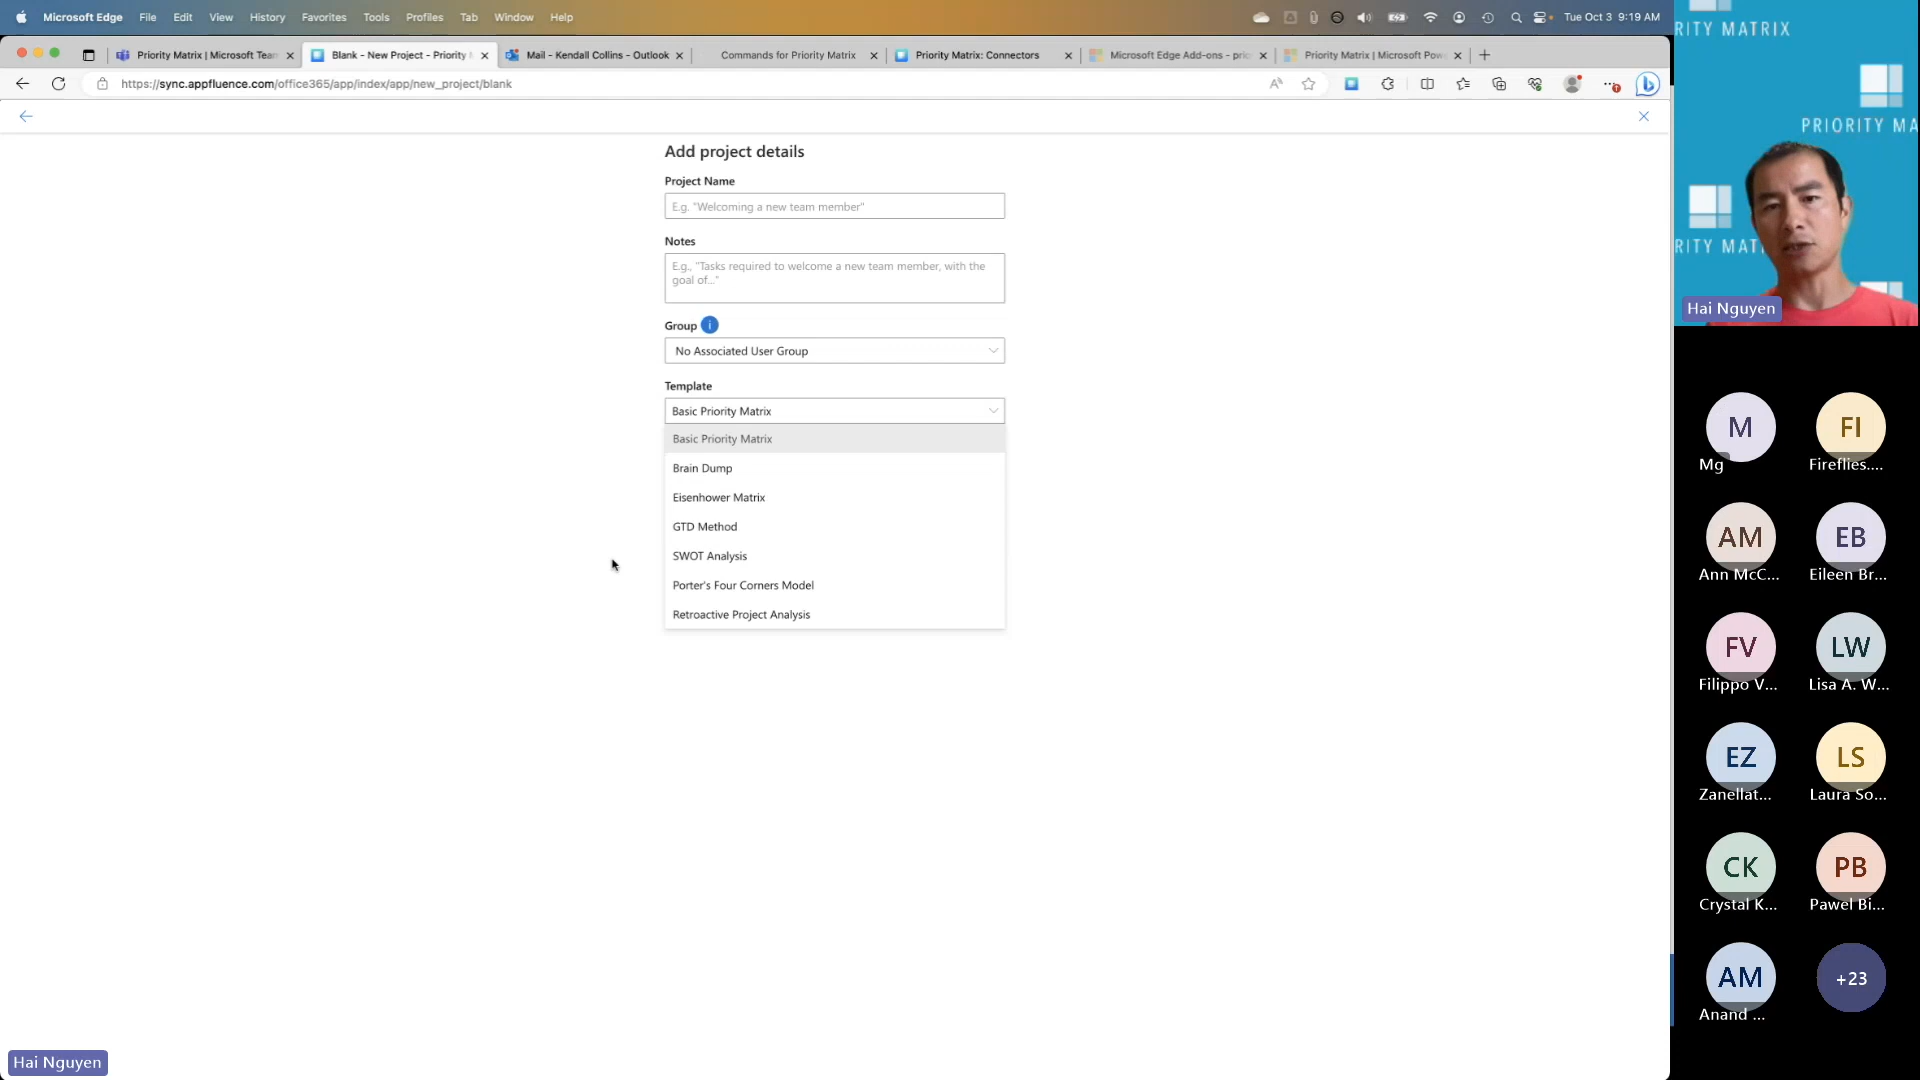 Microsoft Edge File Edit View History Favorites Tools Profiles Tab Window Help Tue Oct 3 9:19 AM
Priority Matrix | Microsoft Team
Blank - New Project - Priority
Mail - Kendall Collins - Outlook
Commands for Priority Matrix
Priority Matrix: Connectors
Microsoft Edge Add-ons - prio
Priority Matrix | Microsoft Pow
https://sync.appfluence.com/office365/app/index/app/new_project/blank
Add project details
Project Name
E.g. "Welcoming a new team member"
Notes
E.g., "Tasks required to welcome a new team member, with the
goal of..."
Group i
No Associated User Group
Template
Basic Priority Matrix
Basic Priority Matrix
Brain Dump
Eisenhower Matrix
GTD Method
SWOT Analysis
Porter's Four Corners Model
Retroactive Project Analysis
Hai Nguyen
RITY MATRIX
PRIORITY MA
RITY MAT
Hai Nguyen
M
Mg
FI
Fireflies....
AM
Ann McC...
EB
Eileen Br...
FV
Filippo V...
LW
Lisa A. W...
EZ
Zanellat...
LS
Laura So...
CK
Crystal K...
PB
Pawel Bi...
AM
Anand ...
+23